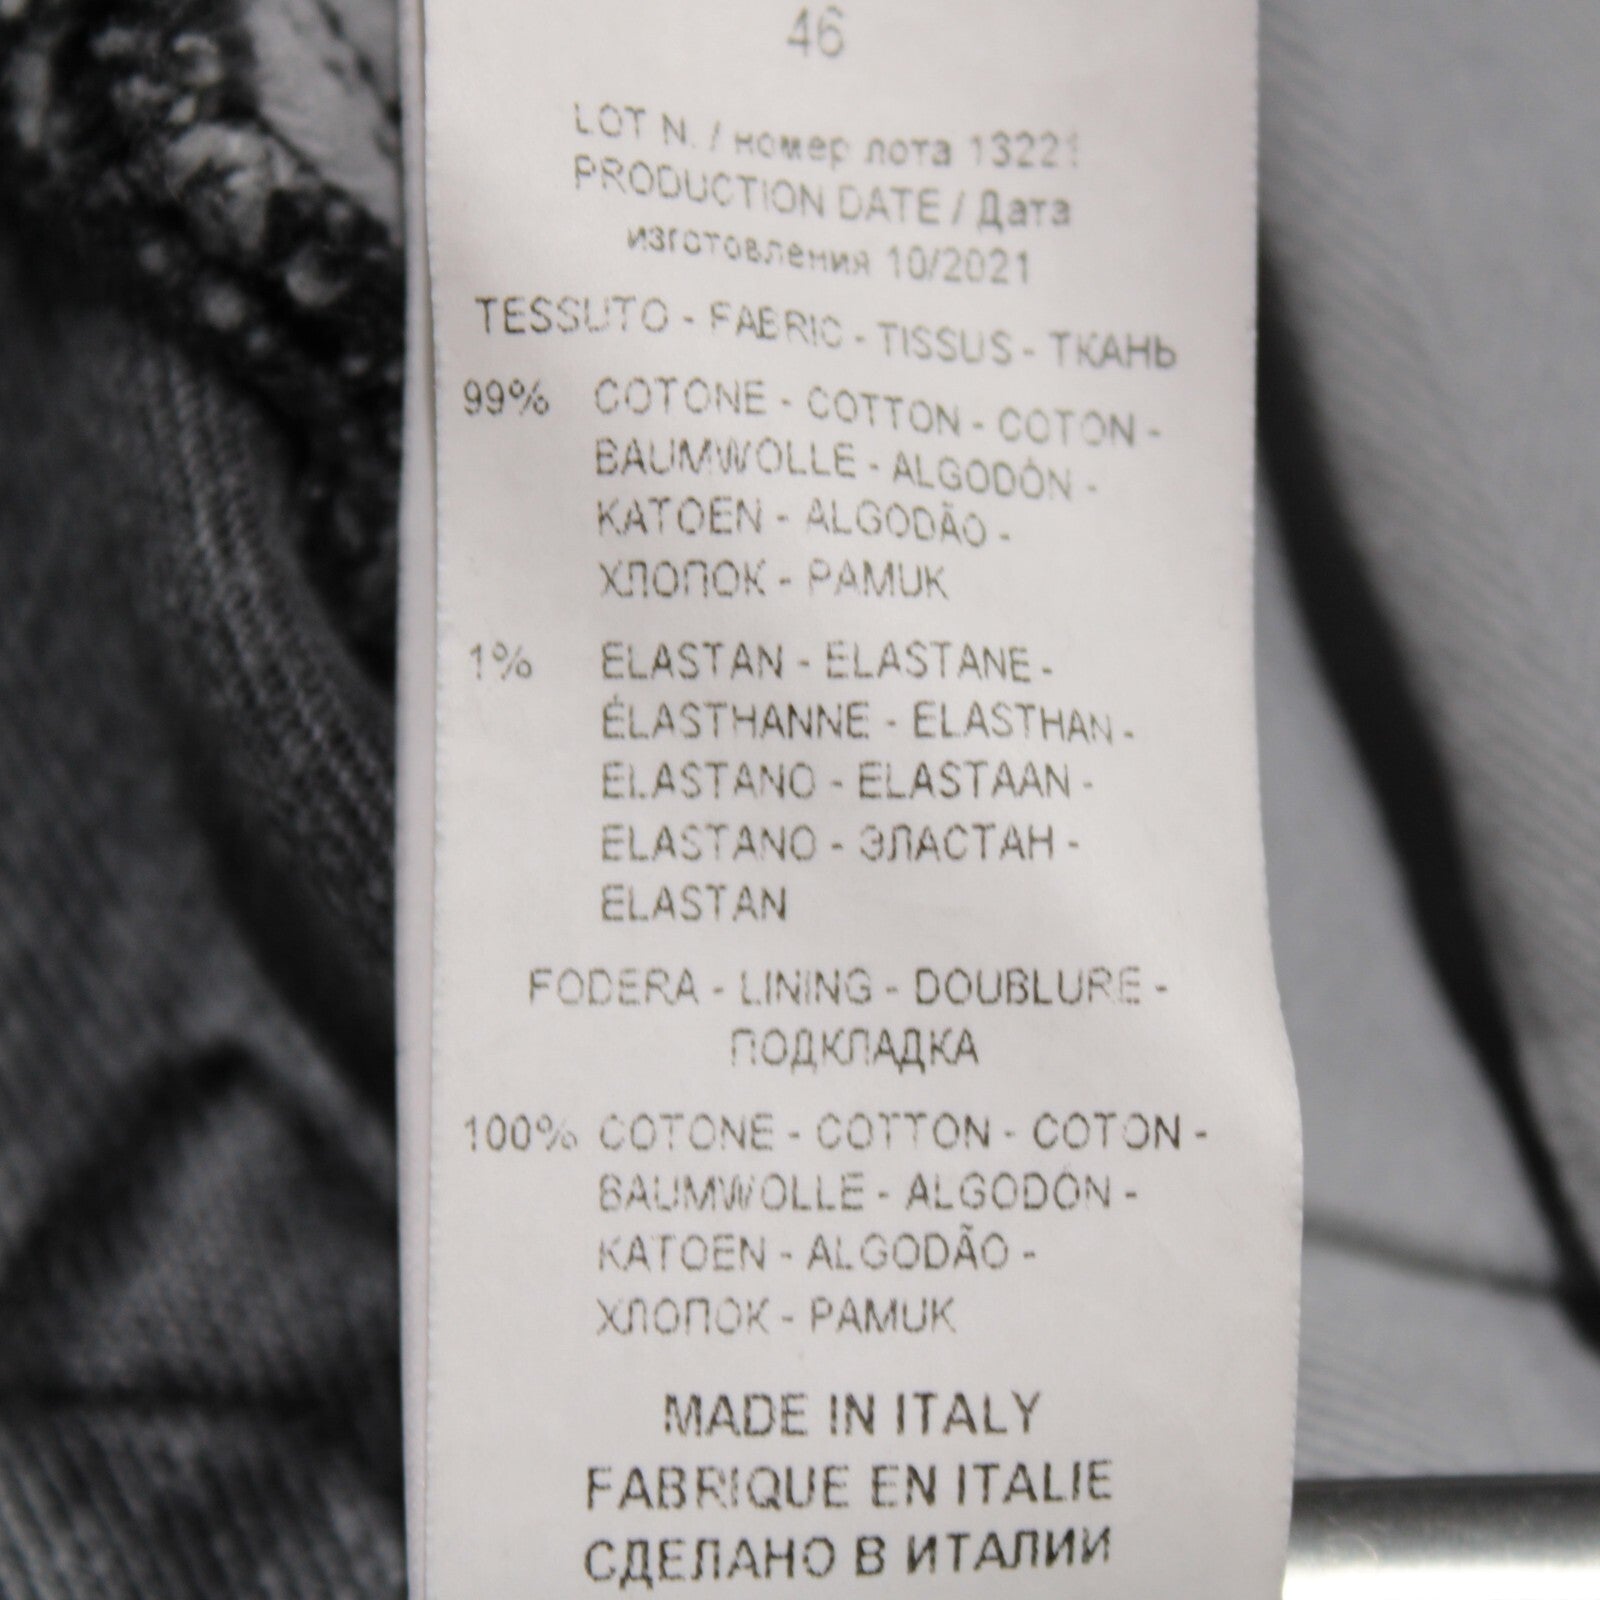 46
LOT N. / номер лота 13221
PRODUCTION DATE / Дата
изготовления 10/2021
TESSUTO - FABRIC - TISSUS - ТКАНЬ
99% COTONE - COTTON - COTON -
BAUMWOLLE - ALGODÓN -
KATOEN - ALGODÃO -
ХЛОПОК - PAMUK
1% ELASTAN - ELASTANE -
ÉLASTHANNE - ELASTHAN -
ELASTANO - ELASTAAN -
ELASTANO - ЭЛАСТАН -
ELASTAN
FODERA - LINING - DOUBLURE -
ПОДКЛАДКА
100% COTONE - COTTON - COTON -
BAUMWOLLE - ALGODÓN -
KATOEN - ALGODÃO -
ХЛОПОК - PAMUK
MADE IN ITALY
FABRIQUE EN ITALIE
СДЕЛАНО В ИТАЛИИ